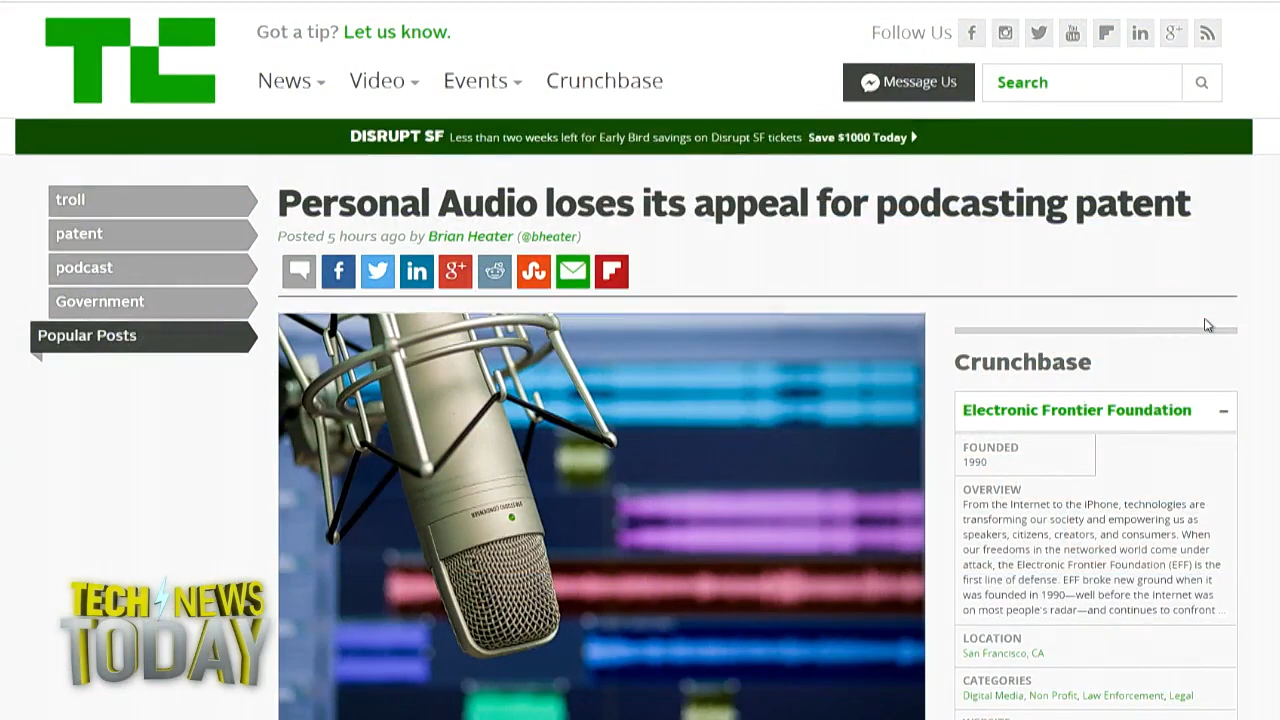 TC
Got a tip? Let us know.
Follow Us
News Video Events Crunchbase
Message Us
Search
DISRUPT SF Less than two weeks left for Early Bird savings on Disrupt SF tickets Save $1000 Today
troll
patent
podcast
Government
Popular Posts
Personal Audio loses its appeal for podcasting patent
Posted 5 hours ago by Brian Heater (@bheater)
Crunchbase
Electronic Frontier Foundation –
FOUNDED
1990
OVERVIEW
From the Internet to the iPhone, technologies are
transforming our society and empowering us as
speakers, citizens, creators, and consumers. When
our freedoms in the networked world come under
attack, the Electronic Frontier Foundation (EFF) is the
first line of defense. EFF broke new ground when it
was founded in 1990—well before the Internet was
on most people's radar—and continues to confront ...
LOCATION
San Francisco, CA
CATEGORIES
Digital Media, Non Profit, Law Enforcement, Legal
TECH NEWS
TODAY